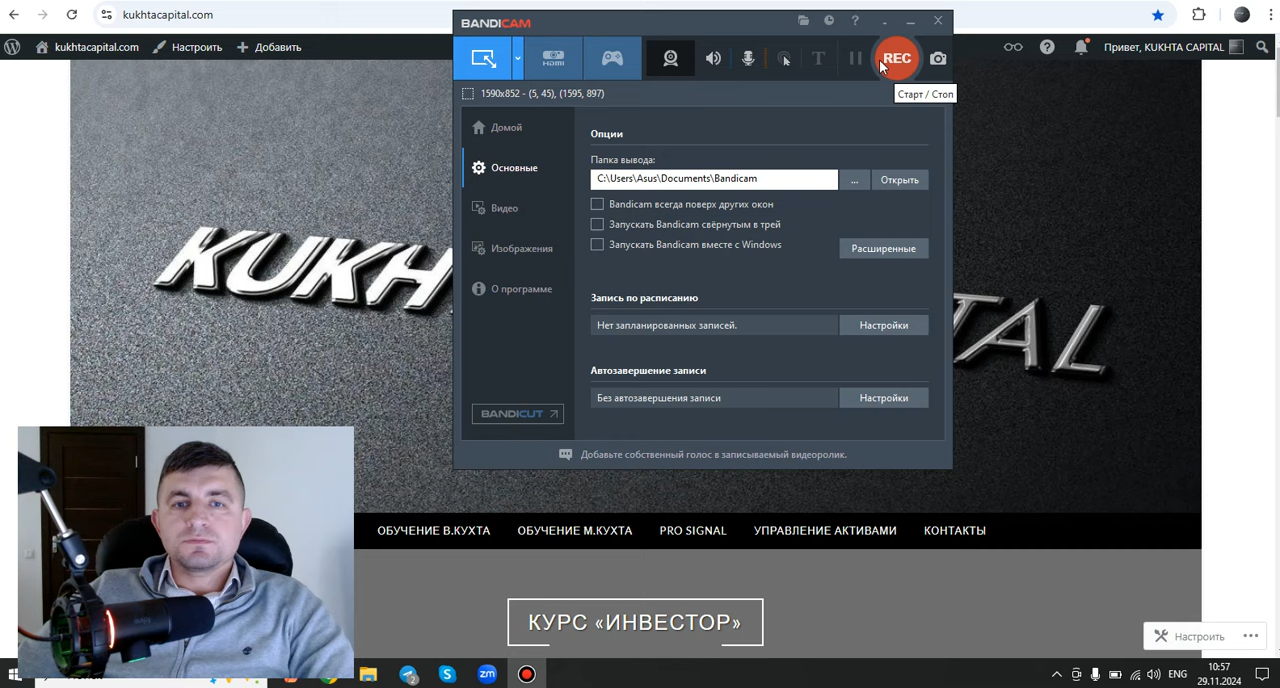 kukhtacapital.com
kukhtacapital.com
Настроить
Добавить
Привет, KUKHTA CAPITAL
BANDICAM
HDMI
T
REC
Старт / Стоп
1590x852 - (5, 45), (1595, 897)
Домой
Основные
Видео
Изображения
О программе
BANDICUT
Опции
Папка вывода:
C:\Users\Asus\Documents\Bandicam
...
Открыть
Bandicam всегда поверх других окон
Запускать Bandicam свёрнутым в трей
Запускать Bandicam вместе с Windows
Расширенные
Запись по расписанию
Нет запланированных записей.
Настройки
Автозавершение записи
Без автозавершения записи
Настройки
Добавьте собственный голос в записываемый видеоролик.
KUKH
TAL
ОБУЧЕНИЕ В.КУХТА
ОБУЧЕНИЕ М.КУХТА
PRO SIGNAL
УПРАВЛЕНИЕ АКТИВАМИ
КОНТАКТЫ
КУРС «ИНВЕСТОР»
Настроить
2
zm
ENG
10:57
29.11.2024